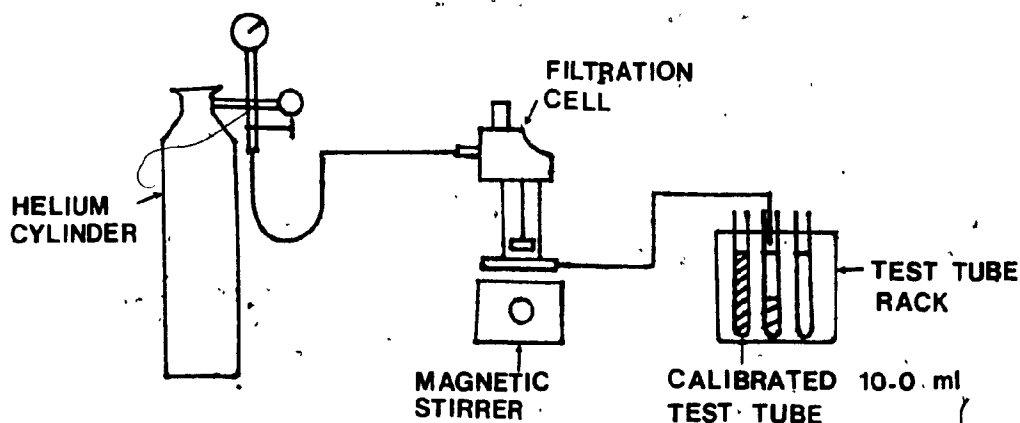 FILTRATION
CELL
HELIUM
CYLINDER
TEST TUBE
RACK
MAGNETIC
STIRRER
CALIBRATED 10.0 ml
TEST TUBE